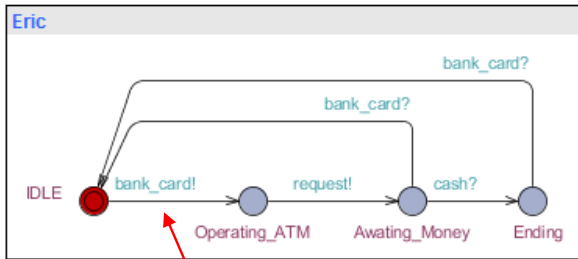 Eric
bank_card?
bank_card?
IDLE
bank_card!
request!
cash?
Operating_ATM
Awating_Money
Ending